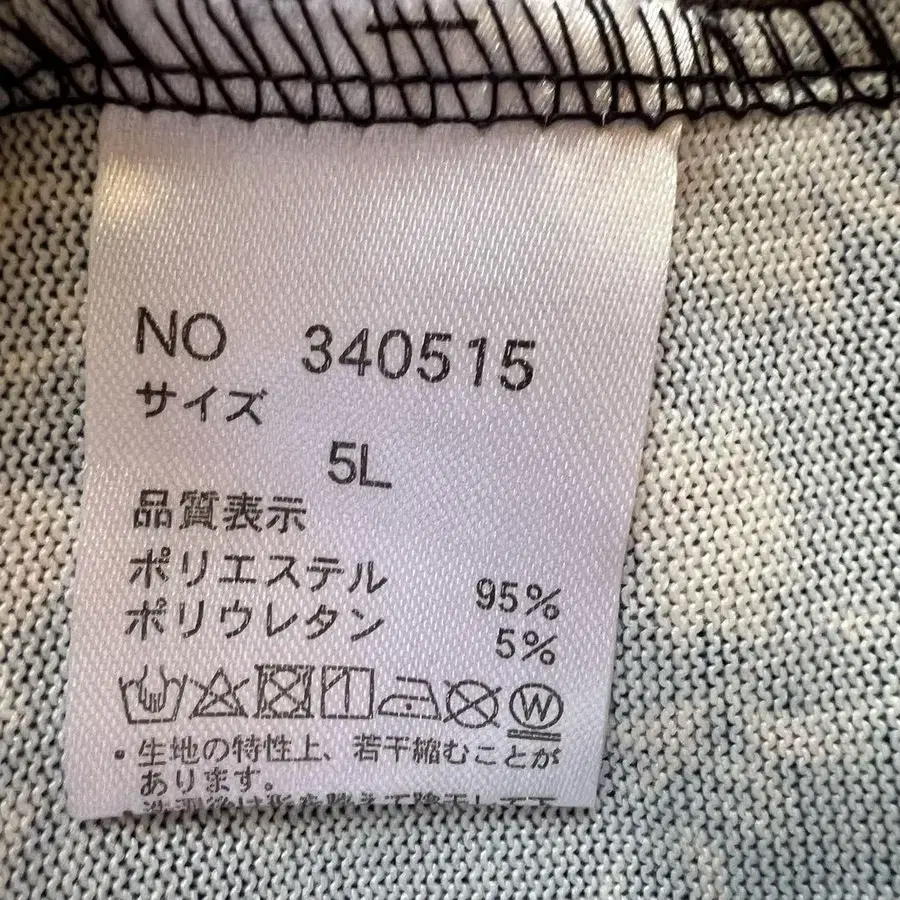 NO 340515
サイズ
5L
品質表示
ポリエステル 95%
ポリウレタン 5%
W
・生地の特性上、若干縮むことが
あります。